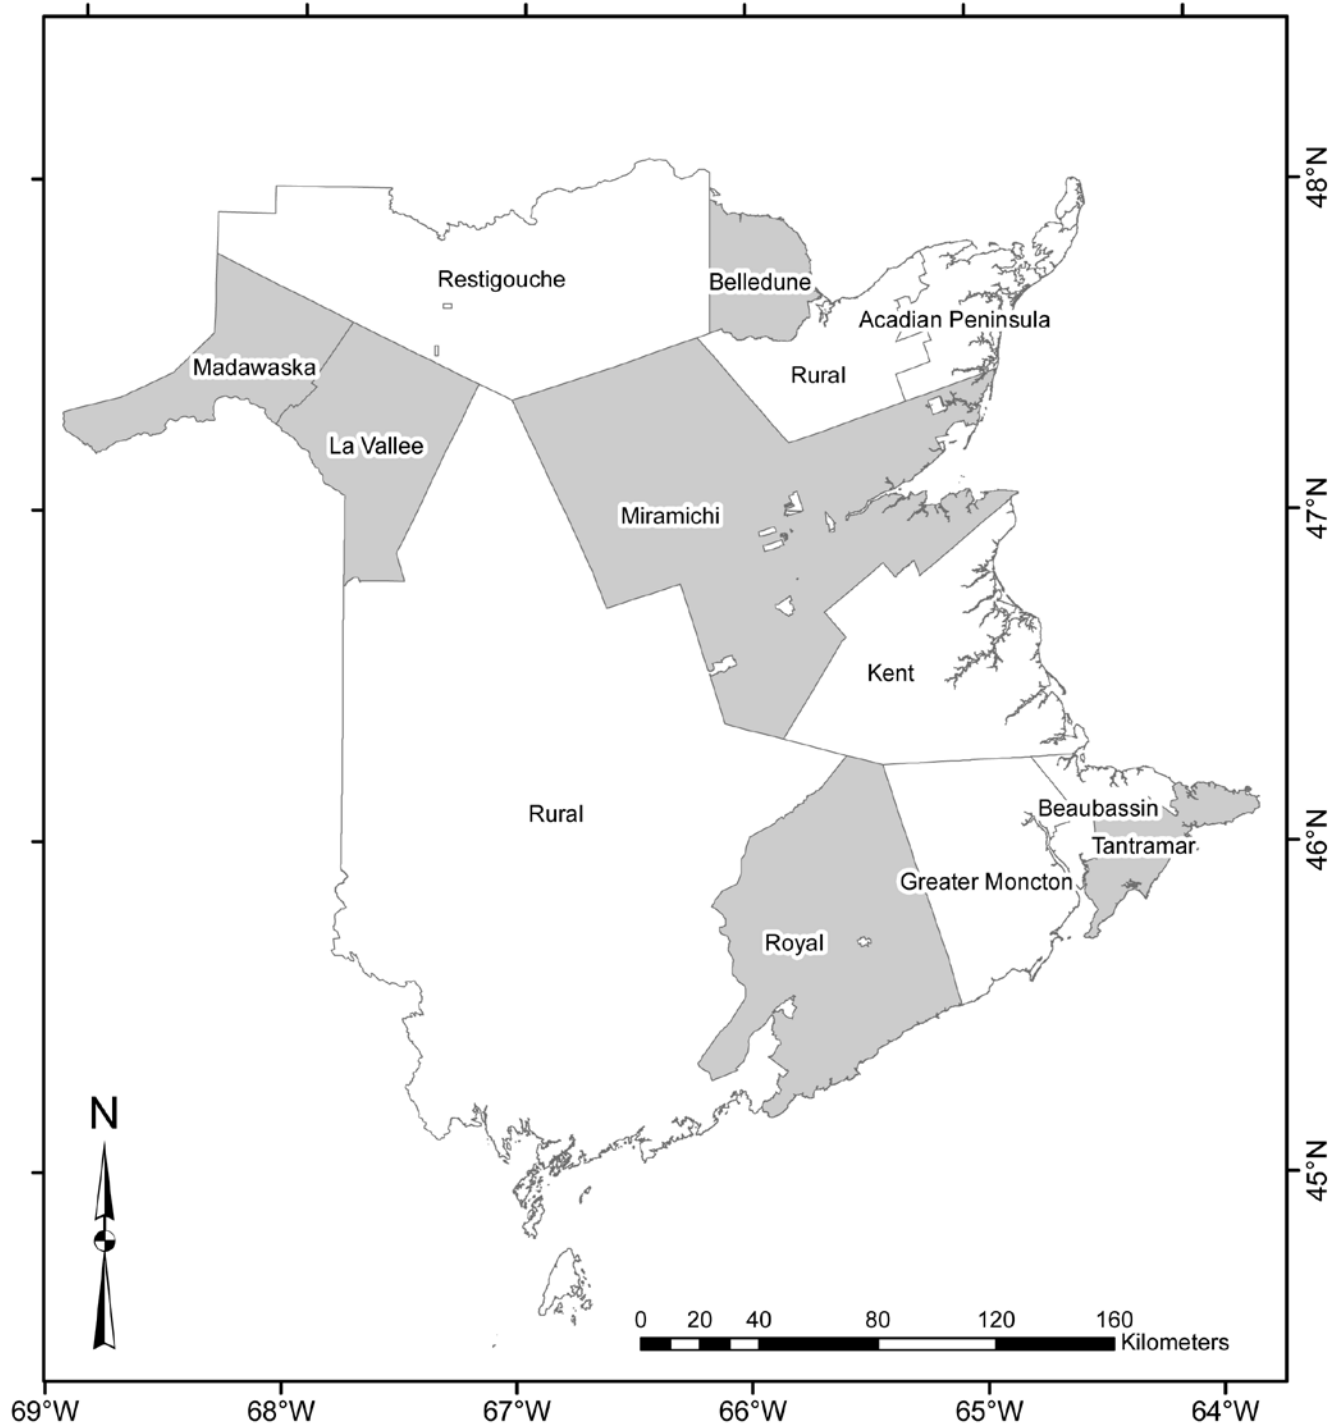 48°N
Restigouche
Belledune
Acadian Peninsula
Madawaska
Rural
La Vallee
47°N
Miramichi
Kent
Beaubassin
Rural
46°N
Tantramar
Greater Moncton
Royal
N
45°N
0 20 40 80 120 160
Kilometers
69°W 68°W 67°W 66°W 65°W 64°W